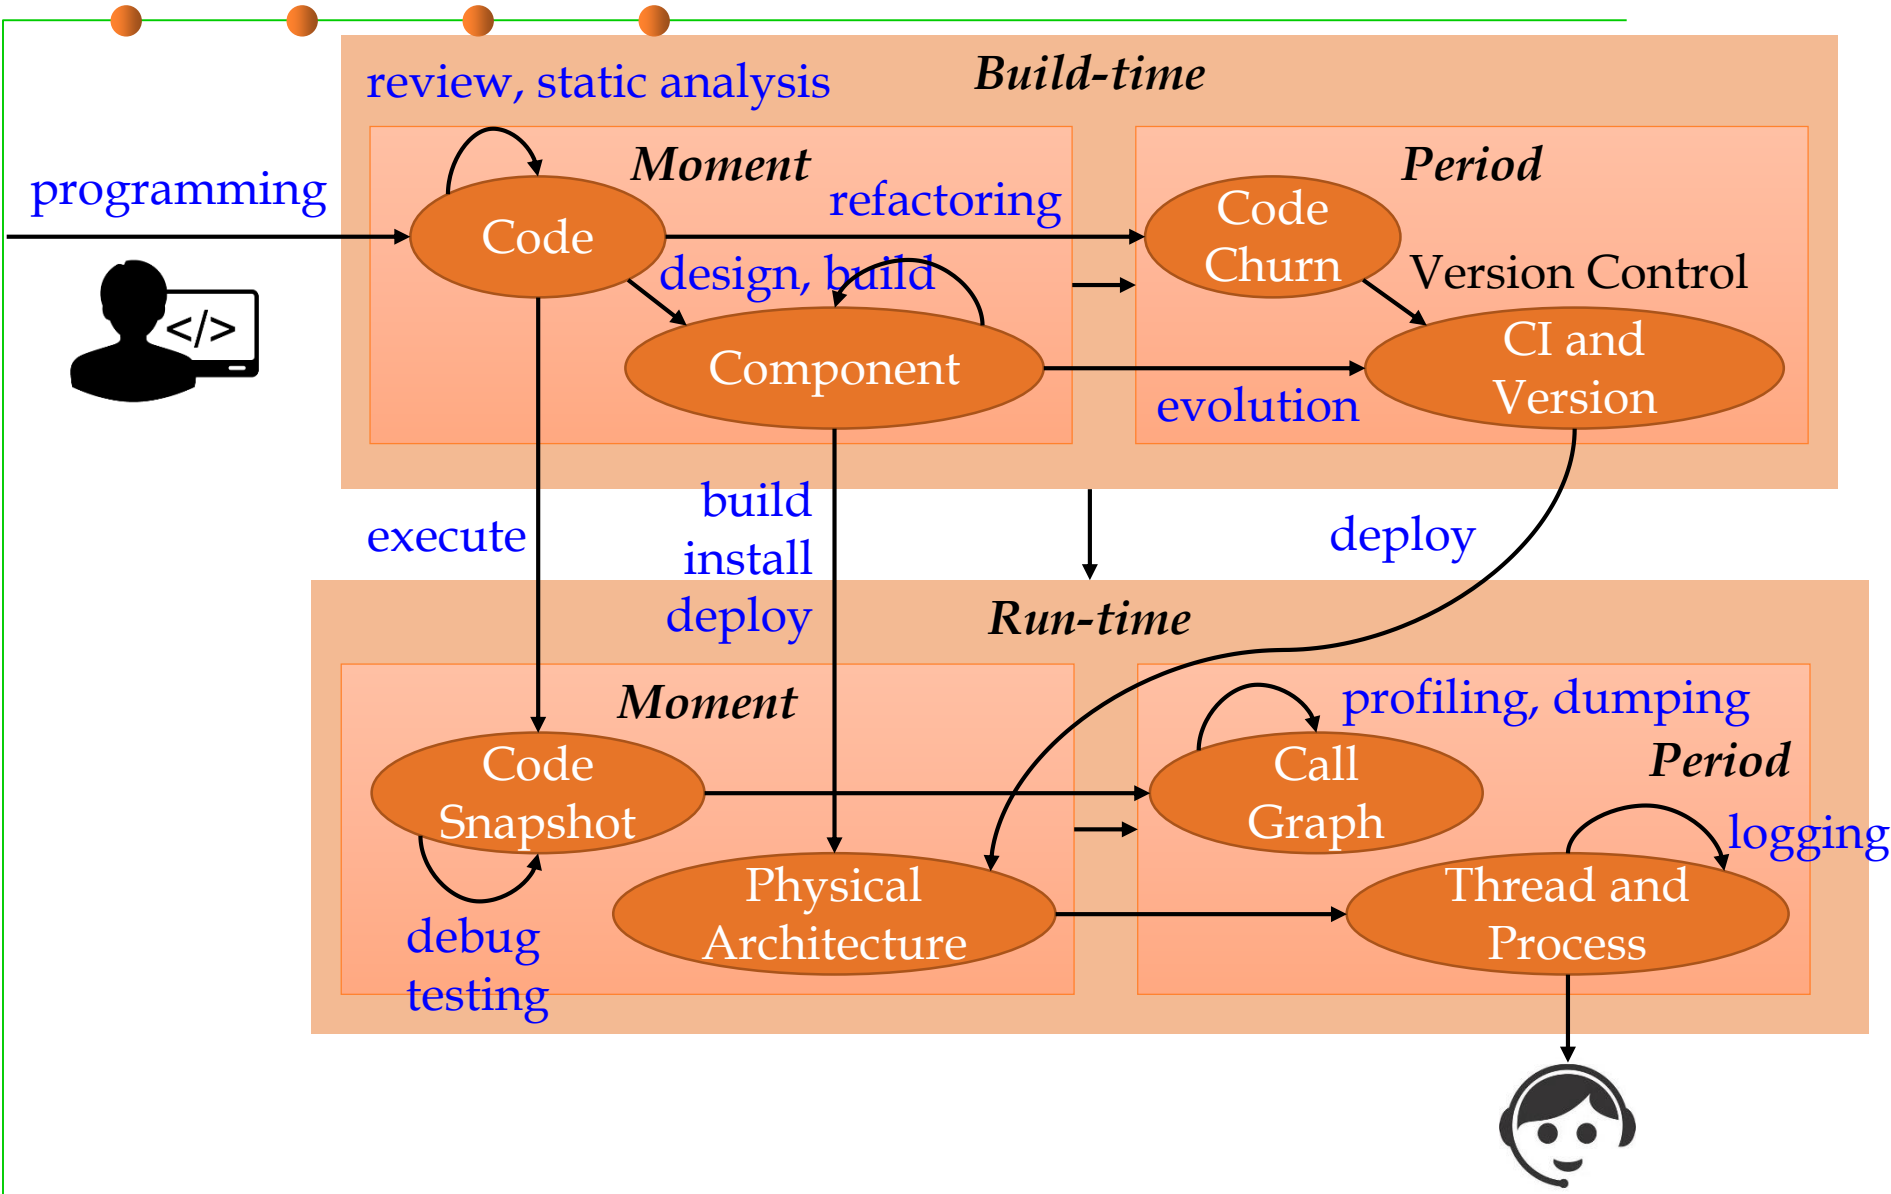 review, static analysis
Build-time
Moment
Period
programming
refactoring
Code
Code
Churn
design, build
Version Control
Component
CI and
Version
evolution
</>
execute
build
install
deploy
deploy
Run-time
Moment
profiling, dumping
Period
Code
Snapshot
Call
Graph
logging
Physical
Architecture
Thread and
Process
debug
testing